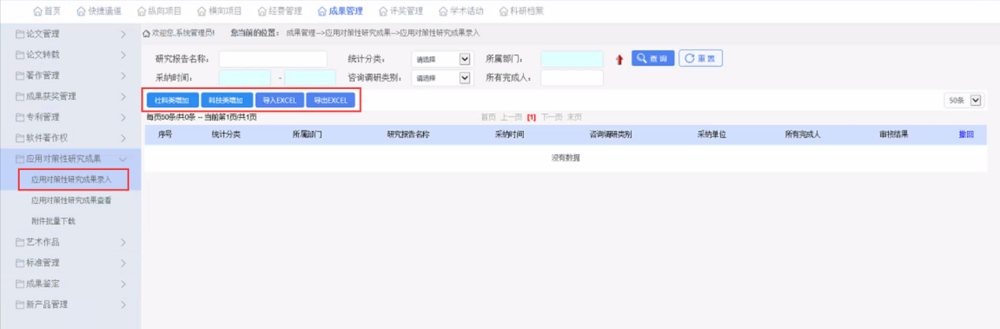 首页 快捷通道 纵向项目 横向项目 经费管理 成果管理 评奖管理 学术活动 科研档案
论文管理
论文转载
著作管理
成果获奖管理
专利管理
软件著作权
应用对策性研究成果
应用对策性研究成果录入
应用对策性研究成果查看
附件批量下载
艺术作品
标准管理
成果鉴定
新产品管理
欢迎您,系统管理员! 您当前的位置: 成果管理-->应用对策性研究成果-->应用对策性研究成果录入
研究报告名称: 统计分类: 请选择 所属部门: 查询 重置
采纳时间: - 咨询调研类别: 请选择 所有完成人:
社科类增加 科技类增加 导入EXCEL 导出EXCEL 50条
每页50条/共0条 -- 当前第1页/共1页 首页 上一页 [1] 下一页 末页
序号 统计分类 所属部门 研究报告名称 采纳时间 咨询调研类别 采纳单位 所有完成人 审核结果 撤回
没有数据